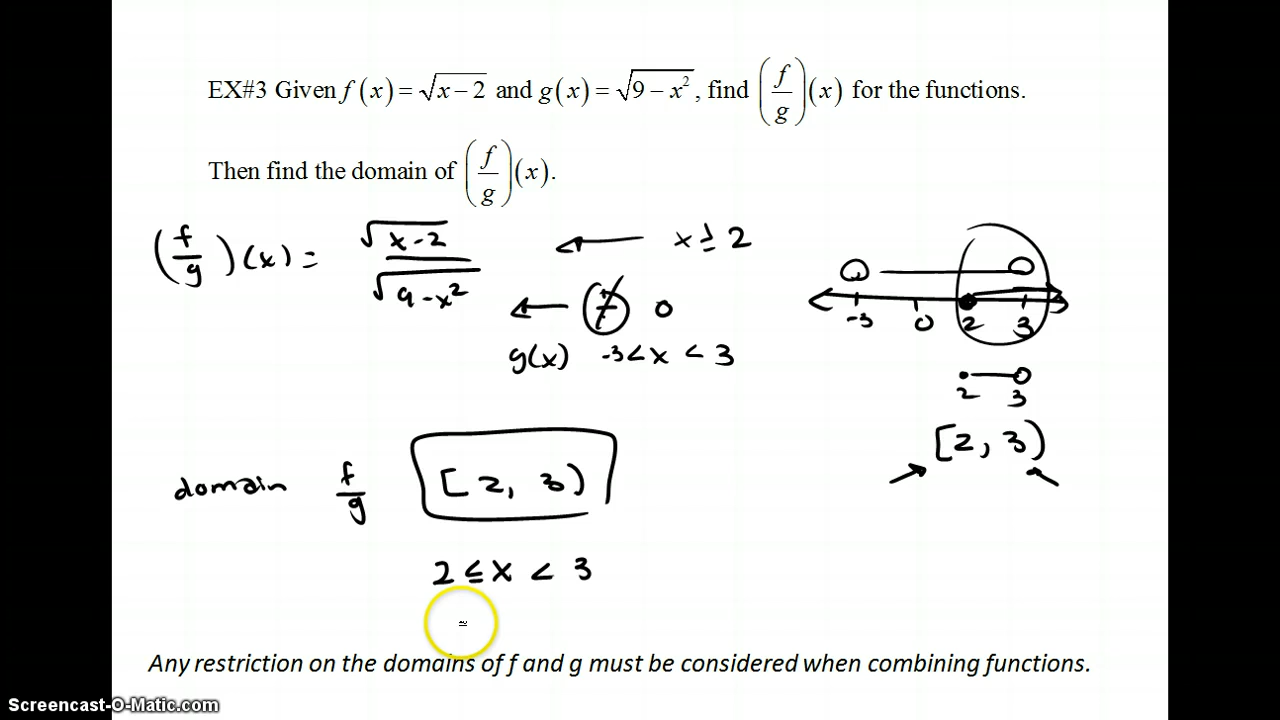 EX#3 Given f(x) = √(x − 2) and g(x) = √(9 − x²), find (f/g)(x) for the functions.
Then find the domain of (f/g)(x).
(f/g)(x) = √(x-2) / √(9-x²) ← x ≥ 2
← ≠ 0
g(x) -3 < x < 3
-3 0 2 3
2 3
[2, 3)
domain f/g [2, 3)
2 ≤ x < 3
Any restriction on the domains of f and g must be considered when combining functions.
Screencast-O-Matic.com